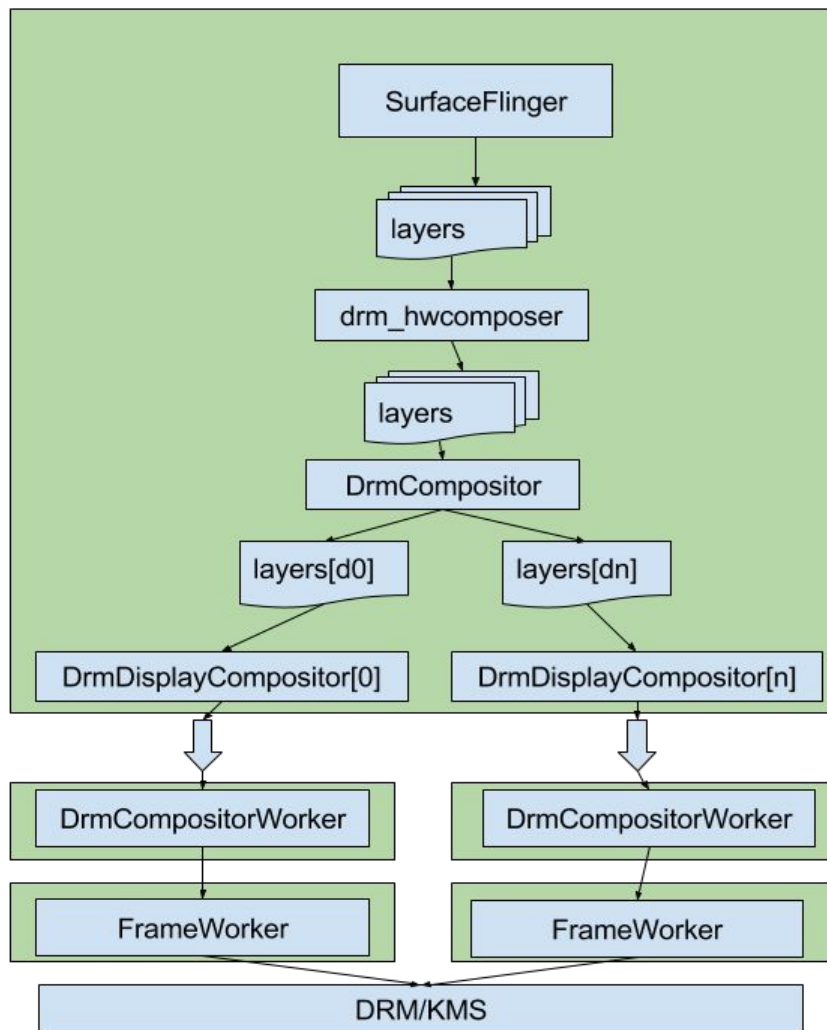 SurfaceFlinger
layers
drm_hwcomposer
layers
DrmCompositor
layers[d0]
layers[dn]
DrmDisplayCompositor[0]
DrmDisplayCompositor[n]
DrmCompositorWorker
DrmCompositorWorker
FrameWorker
FrameWorker
DRM/KMS